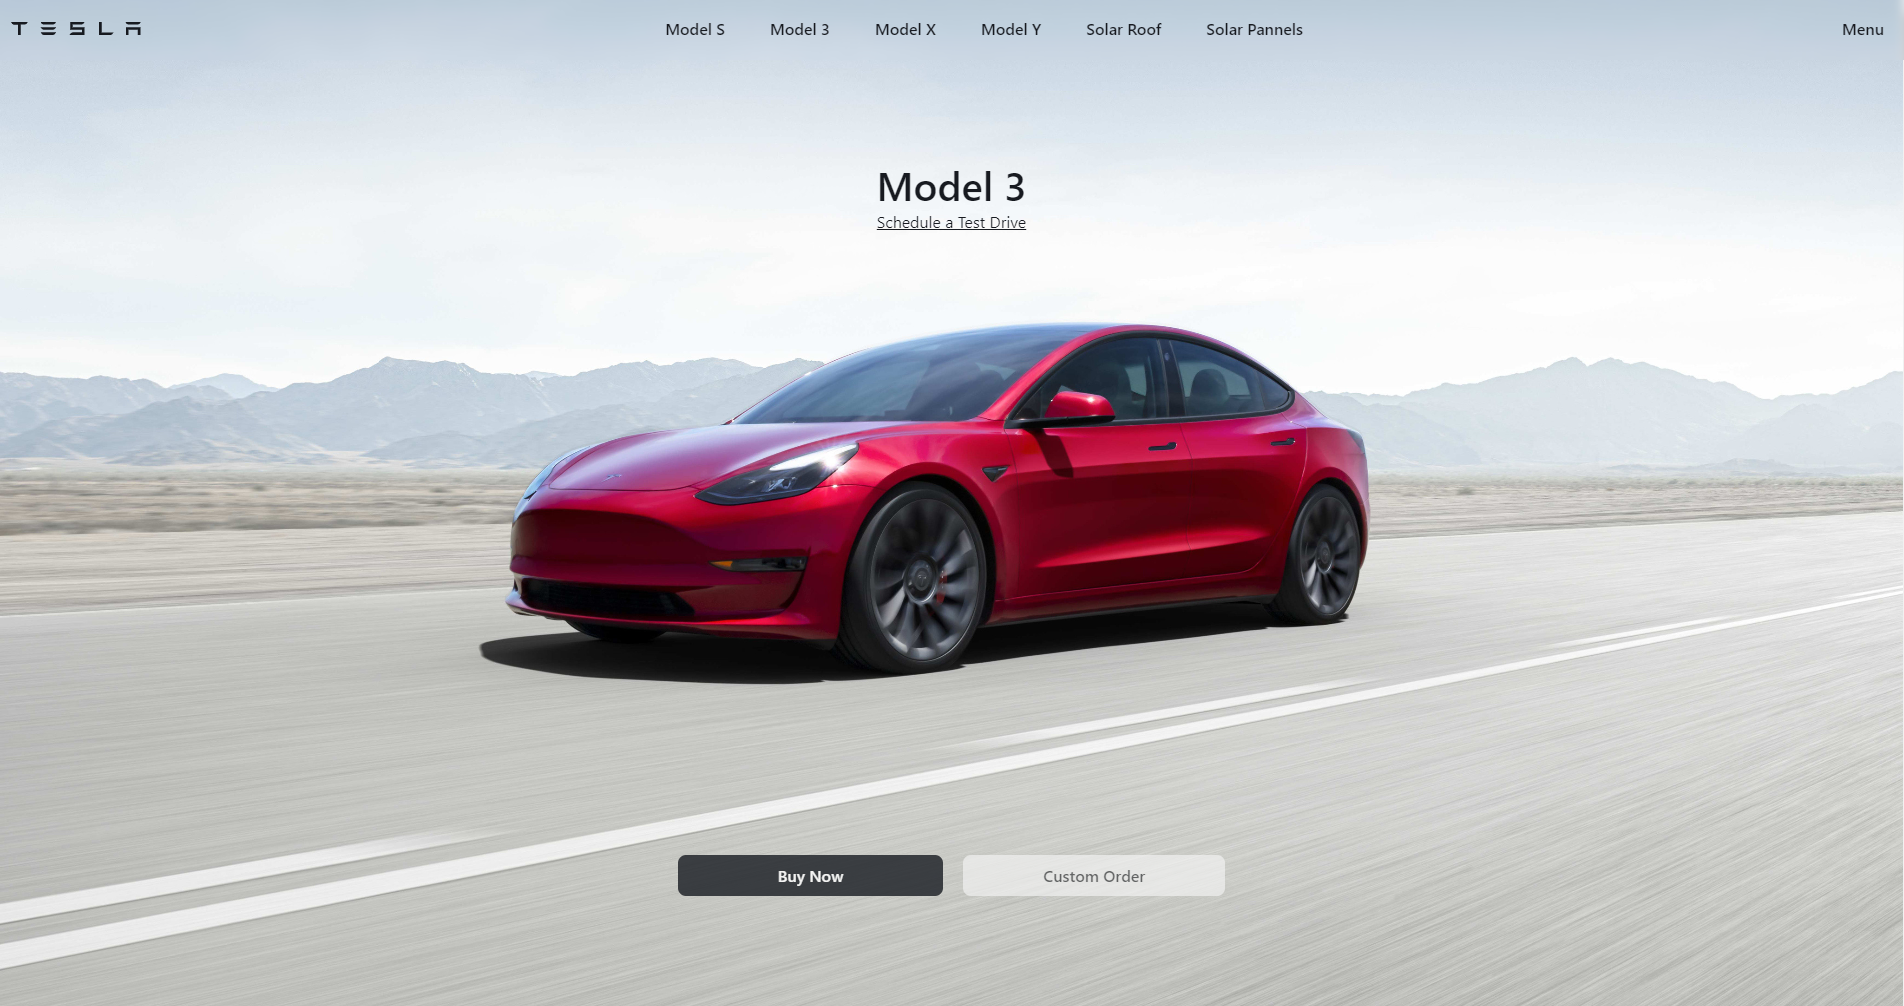 TESLA Model S Model 3 Model X Model Y Solar Roof Solar Pannels Menu
Model 3
Schedule a Test Drive
Buy Now Custom Order